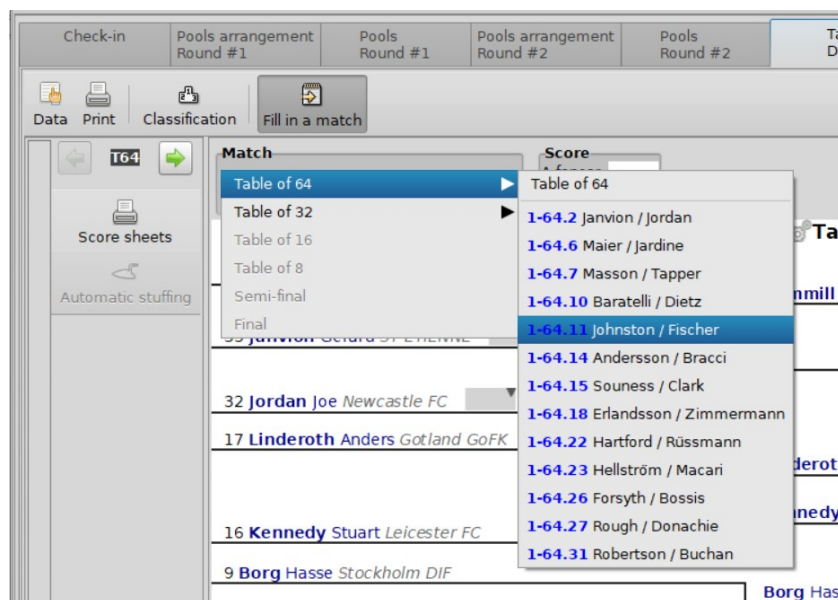 Check-in
Pools arrangement
Round #1
Pools
Round #1
Pools arrangement
Round #2
Pools
Round #2
Data
Print
Classification
Fill in a match
T64
Match
Score
Score sheets
Automatic stuffing
Table of 64
Table of 32
Table of 16
Table of 8
Semi-final
Final
Table of 64
1-64.2 Janvion / Jordan
1-64.6 Maier / Jardine
1-64.7 Masson / Tapper
1-64.10 Baratelli / Dietz
1-64.11 Johnston / Fischer
1-64.14 Andersson / Bracci
1-64.15 Souness / Clark
1-64.18 Erlandsson / Zimmermann
1-64.22 Hartford / Rüssmann
1-64.23 Hellström / Macari
1-64.26 Forsyth / Bossis
1-64.27 Rough / Donachie
1-64.31 Robertson / Buchan
32 Jordan Joe Newcastle FC
17 Linderoth Anders Gotland GoFK
16 Kennedy Stuart Leicester FC
9 Borg Hasse Stockholm DIF
Borg Has